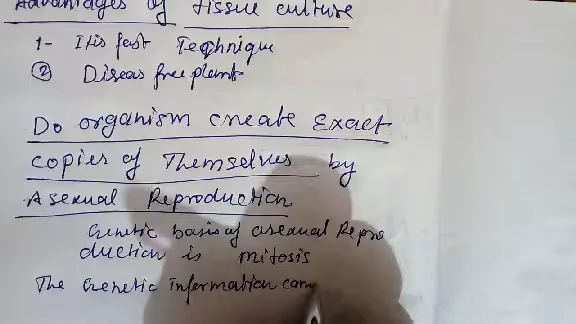 Advantages of tissue culture
1- It is fast Technique
② Diseas free plant
Do organism create Exact
copies of Themselves by
Asexual Reproduction
Genetic basis of asexual Repro
duction is mitosis
The Genetic information